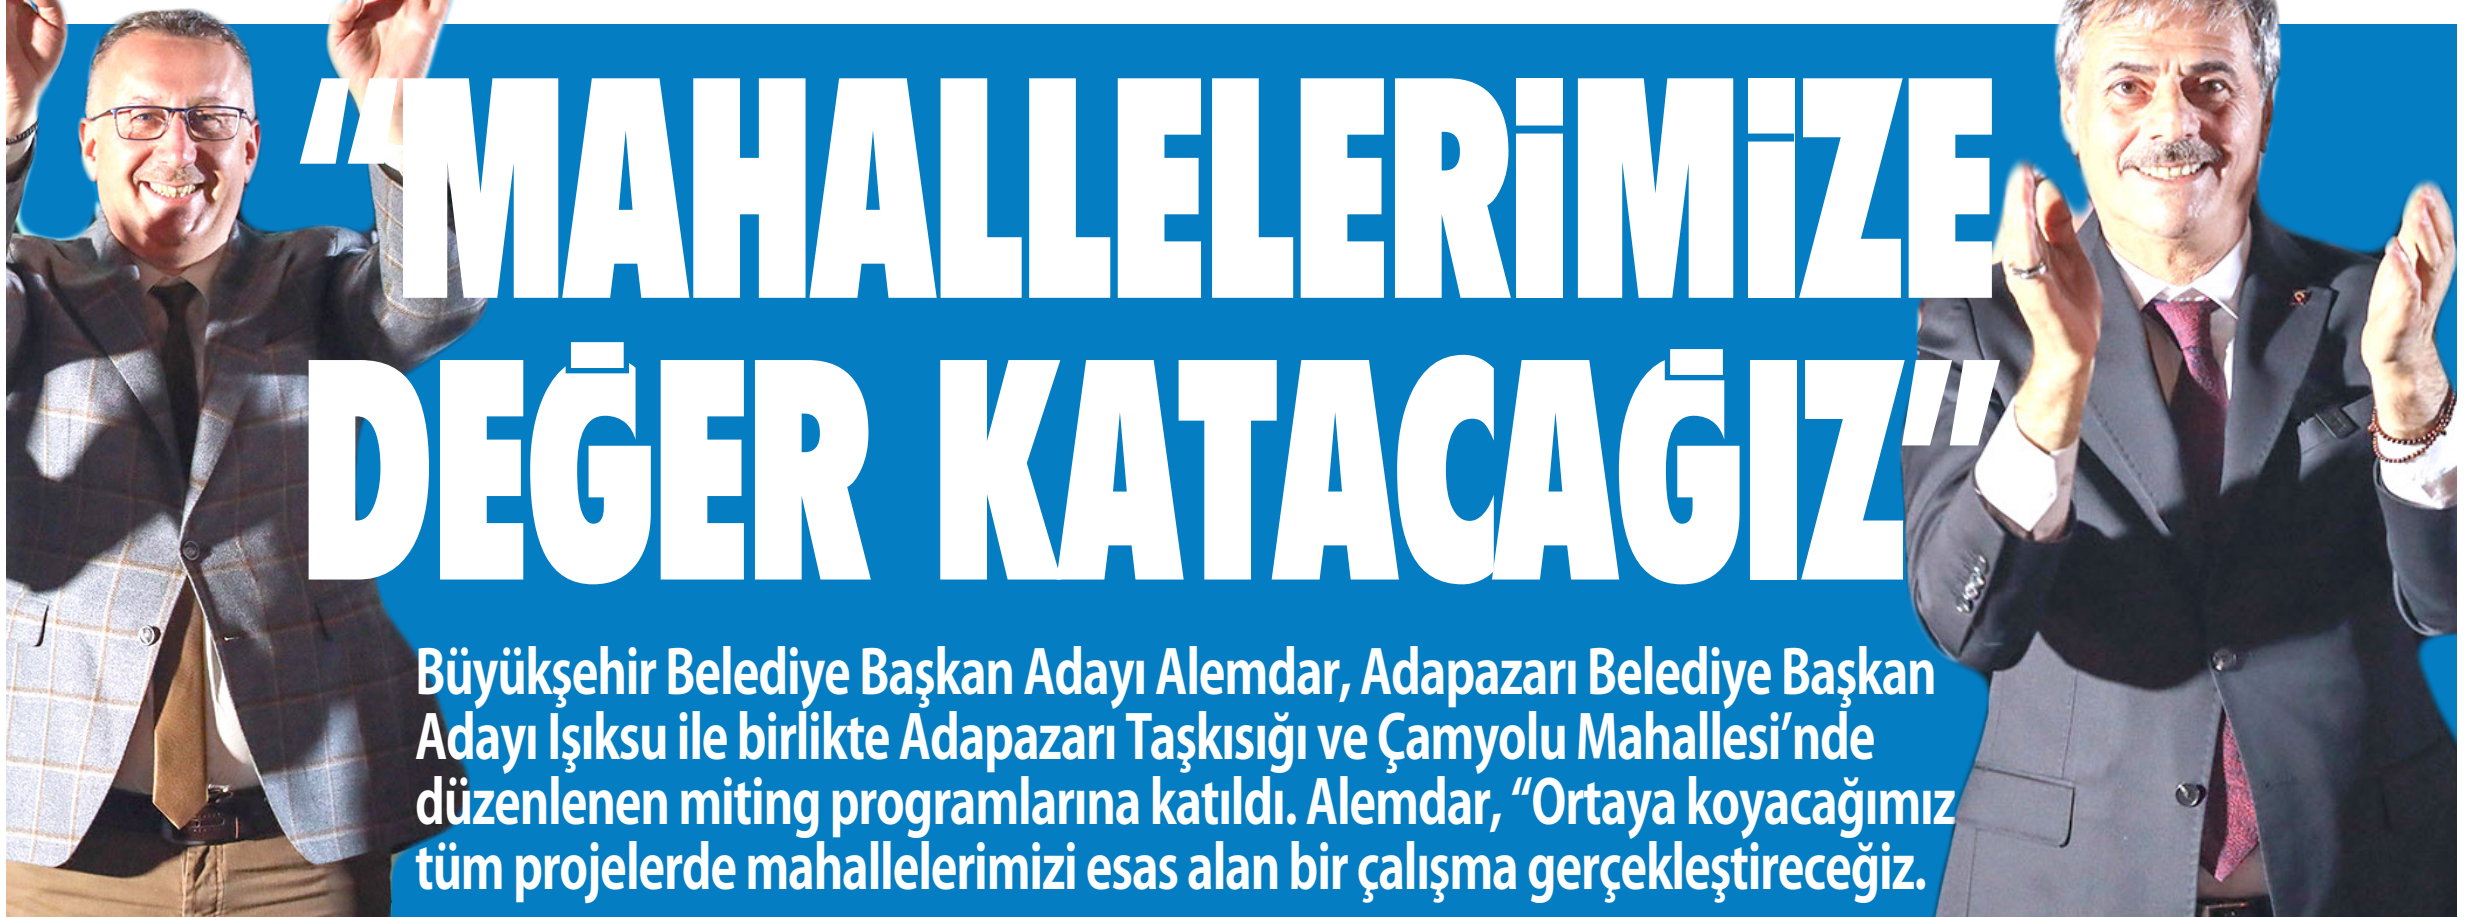 “MAHALLELERİMİZE
DEĞER KATACAĞIZ”
Büyükşehir Belediye Başkan Adayı Alemdar, Adapazarı Belediye Başkan
Adayı Işıksu ile birlikte Adapazarı Taşkısığı ve Çamyolu Mahallesi’nde
düzenlenen miting programlarına katıldı. Alemdar, “Ortaya koyacağımız
tüm projelerde mahallelerimizi esas alan bir çalışma gerçekleştireceğiz.